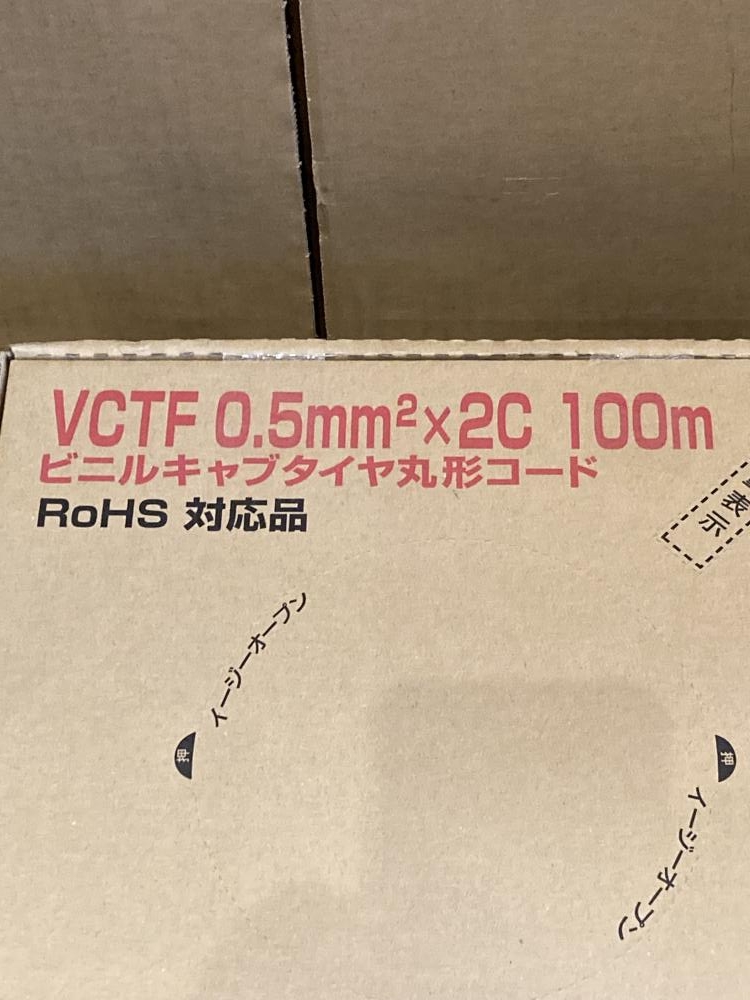 VCTF 0.5mm²×2C 100m
ビニルキャブタイヤ丸形コード
RoHS 対応品
表示
イージーオープン
押
押
イージーオープン